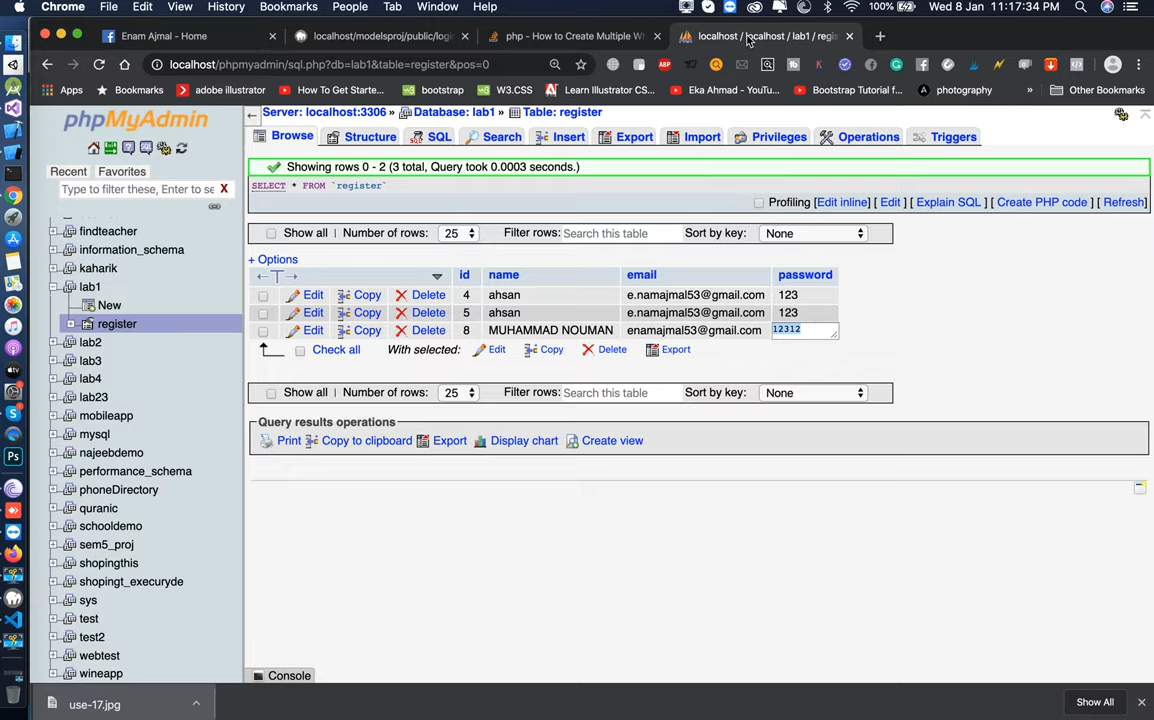 Chrome File Edit View History Bookmarks People Tab Window Help 100% Wed 8 Jan 11:17:34 PM
Enam Ajmal - Home × localhost/modelsproj/public/logi × php - How to Create Multiple Wh × localhost / localhost / lab1 / regis × +
localhost/phpmyadmin/sql.php?db=lab1&table=register&pos=0
Apps Bookmarks adobe illustrator How To Get Starte... bootstrap W3.CSS Learn Illustrator CS... Eka Ahmad - YouTu... Bootstrap Tutorial f... photography » Other Bookmarks
phpMyAdmin
Recent Favorites
Type to filter these, Enter to se X
findteacher
information_schema
kaharik
lab1
New
register
lab2
lab3
lab4
lab23
mobileapp
mysql
najeebdemo
performance_schema
phoneDirectory
quranic
schooldemo
sem5_proj
shopingthis
shopingt_execuryde
sys
test
test2
webtest
wineapp
Server: localhost:3306 » Database: lab1 » Table: register
Browse Structure SQL Search Insert Export Import Privileges Operations Triggers
Showing rows 0 - 2 (3 total, Query took 0.0003 seconds.)
SELECT * FROM `register`
Profiling [Edit inline] [ Edit ] [ Explain SQL ] [ Create PHP code ] [ Refresh]
Show all | Number of rows: 25 Filter rows: Search this table Sort by key: None
+ Options
←T→ id name email password
Edit Copy Delete 4 ahsan e.namajmal53@gmail.com 123
Edit Copy Delete 5 ahsan e.namajmal53@gmail.com 123
Edit Copy Delete 8 MUHAMMAD NOUMAN enamajmal53@gmail.com 12312
Check all With selected: Edit Copy Delete Export
Show all | Number of rows: 25 Filter rows: Search this table Sort by key: None
Query results operations
Print Copy to clipboard Export Display chart Create view
Console
use-17.jpg Show All